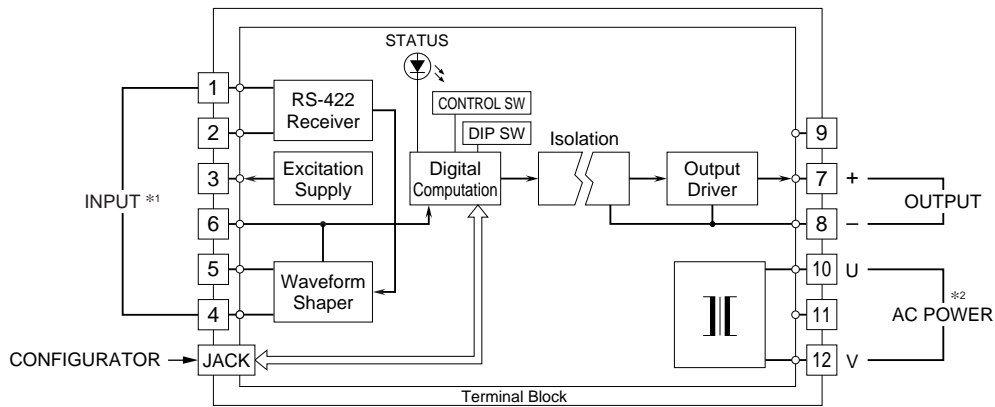 STATUS
1
RS-422
Receiver
CONTROL SW
DIP SW
Isolation
2
9
3
Excitation
Supply
Digital
Computation
Output
Driver
7
+
INPUT *1
OUTPUT
6
8
–
5
Waveform
Shaper
10
U
4
11
*2
AC POWER
CONFIGURATOR
JACK
12
V
Terminal Block